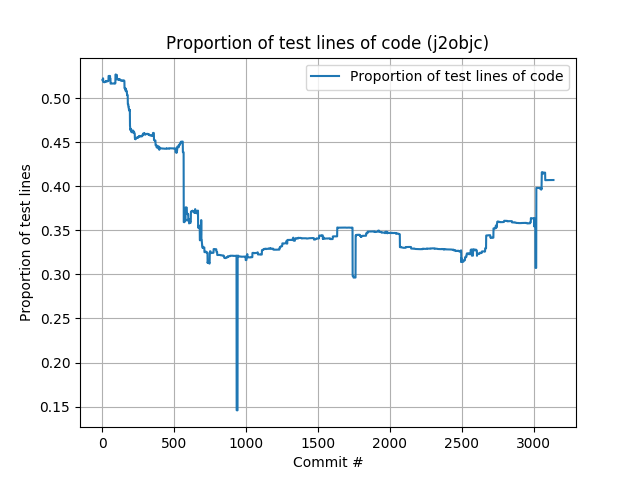 Proportion of test lines of code (j2objc)
Proportion of test lines of code
Proportion of test lines
0.50
0.45
0.40
0.35
0.30
0.25
0.20
0.15
0 500 1000 1500 2000 2500 3000
Commit #